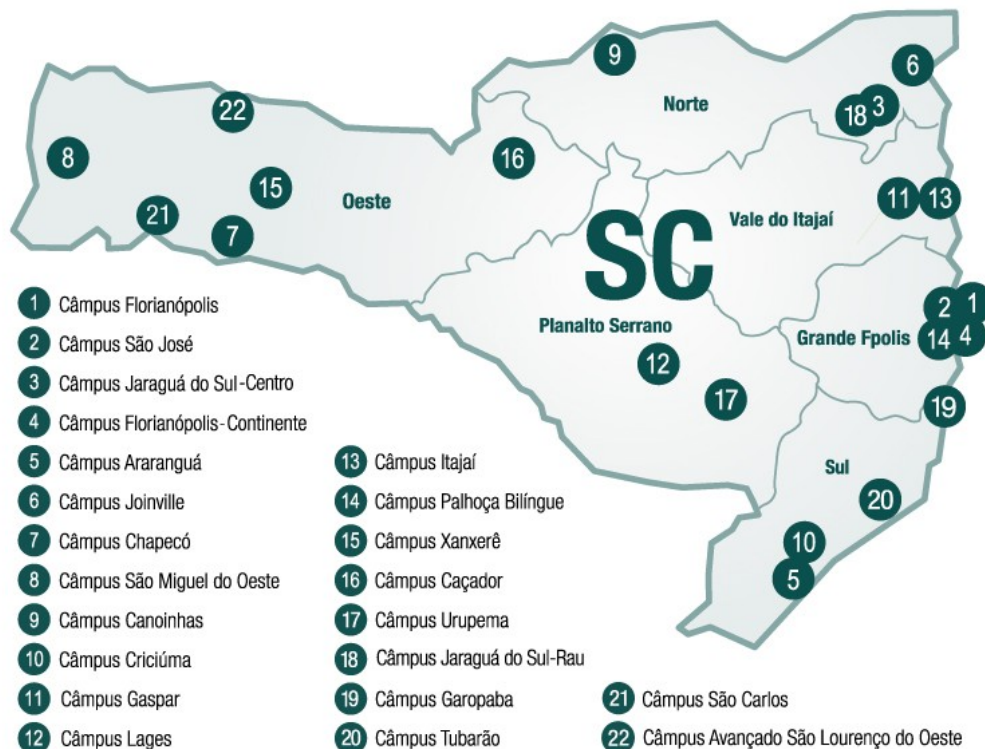 9
6
Norte
22
3
18
16
8
15
Oeste
11
13
Vale do Itajaí
21
7
SC
1
2
Planalto Serrano
Grande Fpolis
14
4
12
17
19
Sul
20
10
5
1 Câmpus Florianópolis
2 Câmpus São José
3 Câmpus Jaraguá do Sul-Centro
4 Câmpus Florianópolis-Continente
5 Câmpus Araranguá
6 Câmpus Joinville
7 Câmpus Chapecó
8 Câmpus São Miguel do Oeste
9 Câmpus Canoinhas
10 Câmpus Criciúma
11 Câmpus Gaspar
12 Câmpus Lages
13 Câmpus Itajaí
14 Câmpus Palhoça Bilíngue
15 Câmpus Xanxerê
16 Câmpus Caçador
17 Câmpus Urupema
18 Câmpus Jaraguá do Sul-Rau
19 Câmpus Garopaba
20 Câmpus Tubarão
21 Câmpus São Carlos
22 Câmpus Avançado São Lourenço do Oeste